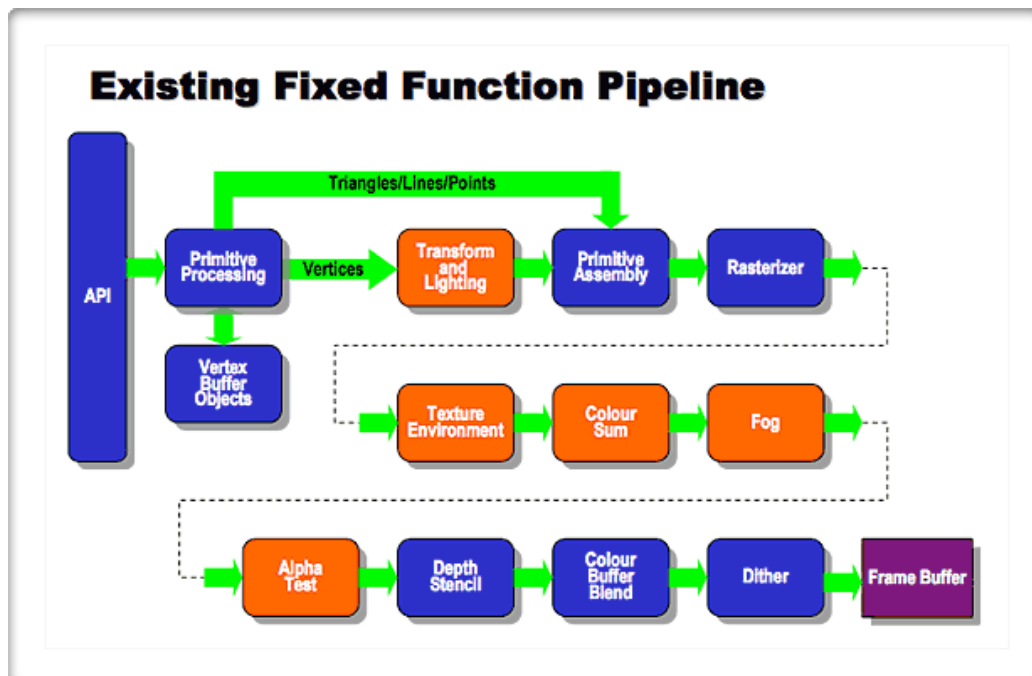 Existing Fixed Function Pipeline
Triangles/Lines/Points
API
Primitive
Processing
Vertices
Transform
and
Lighting
Primitive
Assembly
Rasterizer
Vertex
Buffer
Objects
Texture
Environment
Colour
Sum
Fog
Alpha
Test
Depth
Stencil
Colour
Buffer
Blend
Dither
Frame Buffer